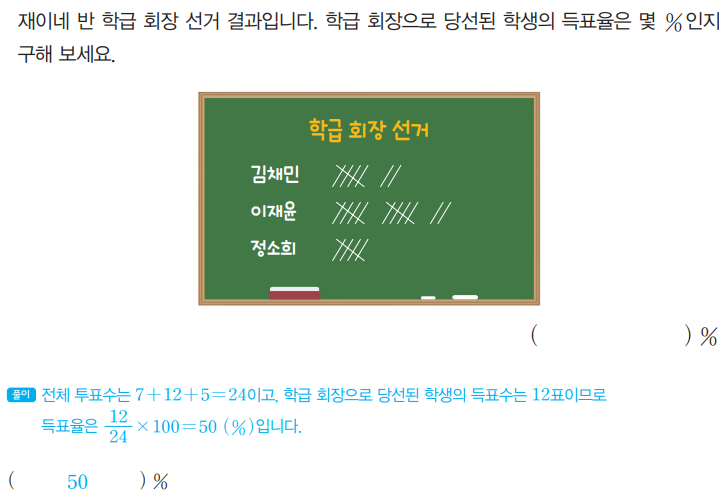 재이네 반 학급 회장 선거 결과입니다. 학급 회장으로 당선된 학생의 득표율은 몇 %인지
구해 보세요.
학급 회장 선거
김채민
이재윤
정소희
( ) %
풀이 전체 투표수는 7+12+5=24이고, 학급 회장으로 당선된 학생의 득표수는 12표이므로
득표율은 12/24×100=50 (%)입니다.
( 50 ) %